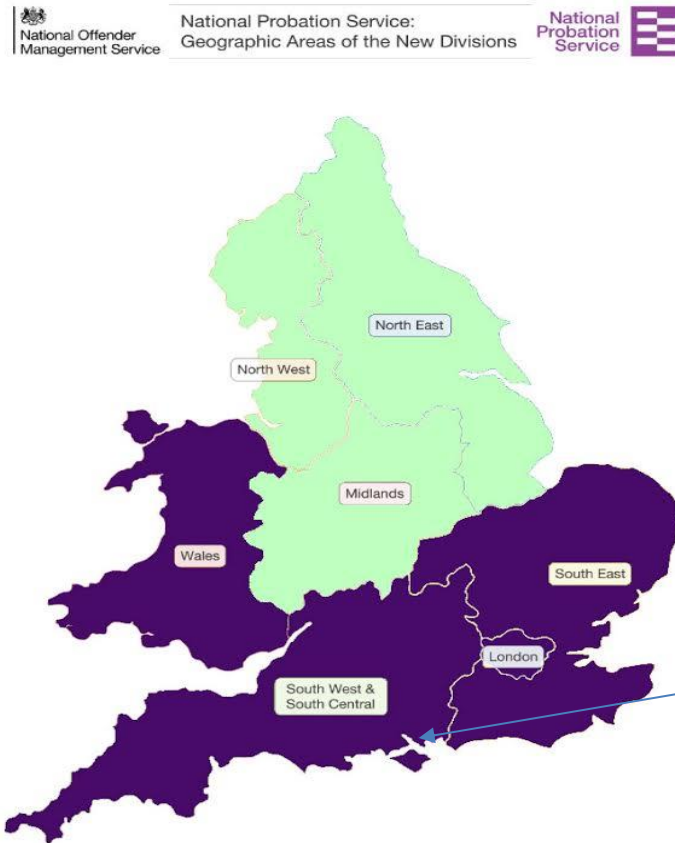 National Offender
Management Service
National Probation Service:
Geographic Areas of the New Divisions
National
Probation
Service
North East
North West
Midlands
Wales
South East
London
South West &
South Central